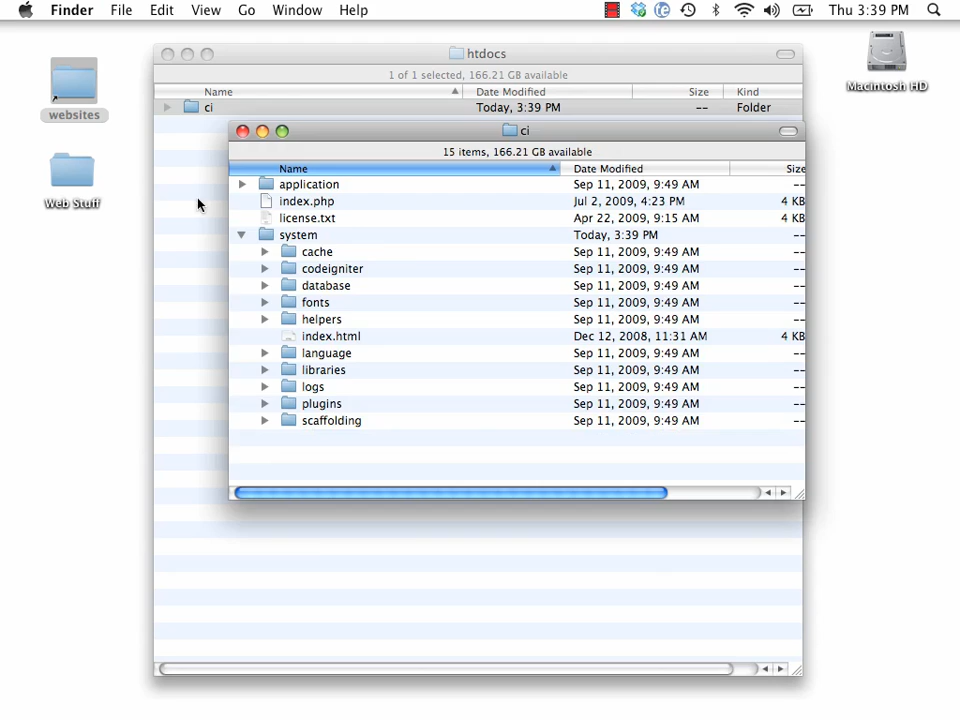 Finder File Edit View Go Window Help Thu 3:39 PM
htdocs
1 of 1 selected, 166.21 GB available
Name Date Modified Size Kind
ci Today, 3:39 PM -- Folder
ci
15 items, 166.21 GB available
Name Date Modified Size
application Sep 11, 2009, 9:49 AM --
index.php Jul 2, 2009, 4:23 PM 4 KB
license.txt Apr 22, 2009, 9:15 AM 4 KB
system Today, 3:39 PM --
cache Sep 11, 2009, 9:49 AM --
codeigniter Sep 11, 2009, 9:49 AM --
database Sep 11, 2009, 9:49 AM --
fonts Sep 11, 2009, 9:49 AM --
helpers Sep 11, 2009, 9:49 AM --
index.html Dec 12, 2008, 11:31 AM 4 KB
language Sep 11, 2009, 9:49 AM --
libraries Sep 11, 2009, 9:49 AM --
logs Sep 11, 2009, 9:49 AM --
plugins Sep 11, 2009, 9:49 AM --
scaffolding Sep 11, 2009, 9:49 AM --
websites
Web Stuff
Macintosh HD